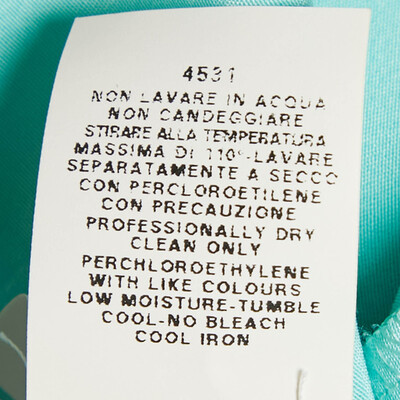 4531
NON LAVARE IN ACQUA
NON CANDEGGIARE
STIRARE ALLA TEMPERATURA
MASSIMA DI 110°-LAVARE
SEPARATAMENTE A SECCO
CON PERCLOROETILENE
CON PRECAUZIONE
PROFESSIONALLY DRY
CLEAN ONLY
PERCHLOROETHYLENE
WITH LIKE COLOURS
LOW MOISTURE-TUMBLE
COOL-NO BLEACH
COOL IRON